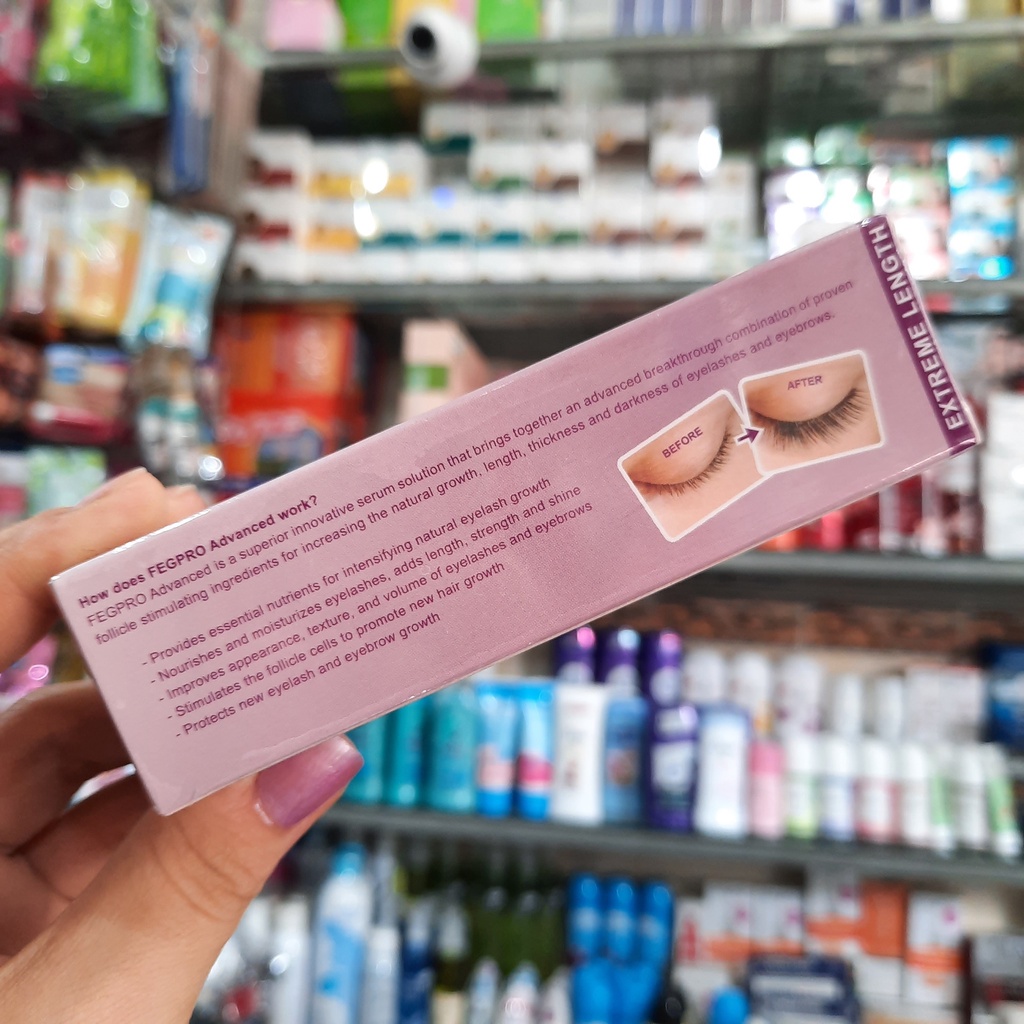 How does FEGPRO Advanced work?
FEGPRO Advanced is a superior innovative serum solution that brings together an advanced breakthrough combination of proven
follicle stimulating ingredients for increasing the natural growth, length, thickness and darkness of eyelashes and eyebrows.
- Provides essential nutrients for intensifying natural eyelash growth
- Nourishes and moisturizes eyelashes, adds length, strength and shine
- Improves appearance, texture, and volume of eyelashes and eyebrows
- Stimulates the follicle cells to promote new hair growth
- Protects new eyelash and eyebrow growth
BEFORE
AFTER
EXTREME LENGTH